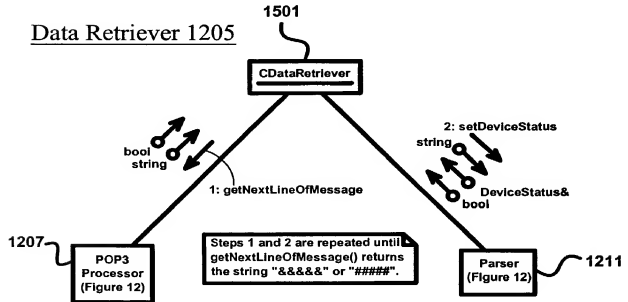 Data Retriever 1205
1501
CDataRetriever
bool
string
1: getNextLineOfMessage
2: setDeviceStatus
string
DeviceStatus&
bool
1207
POP3
Processor
(Figure 12)
Steps 1 and 2 are repeated until
getNextLineOfMessage() returns
the string "&&&&&" or "#####".
Parser
(Figure 12)
1211